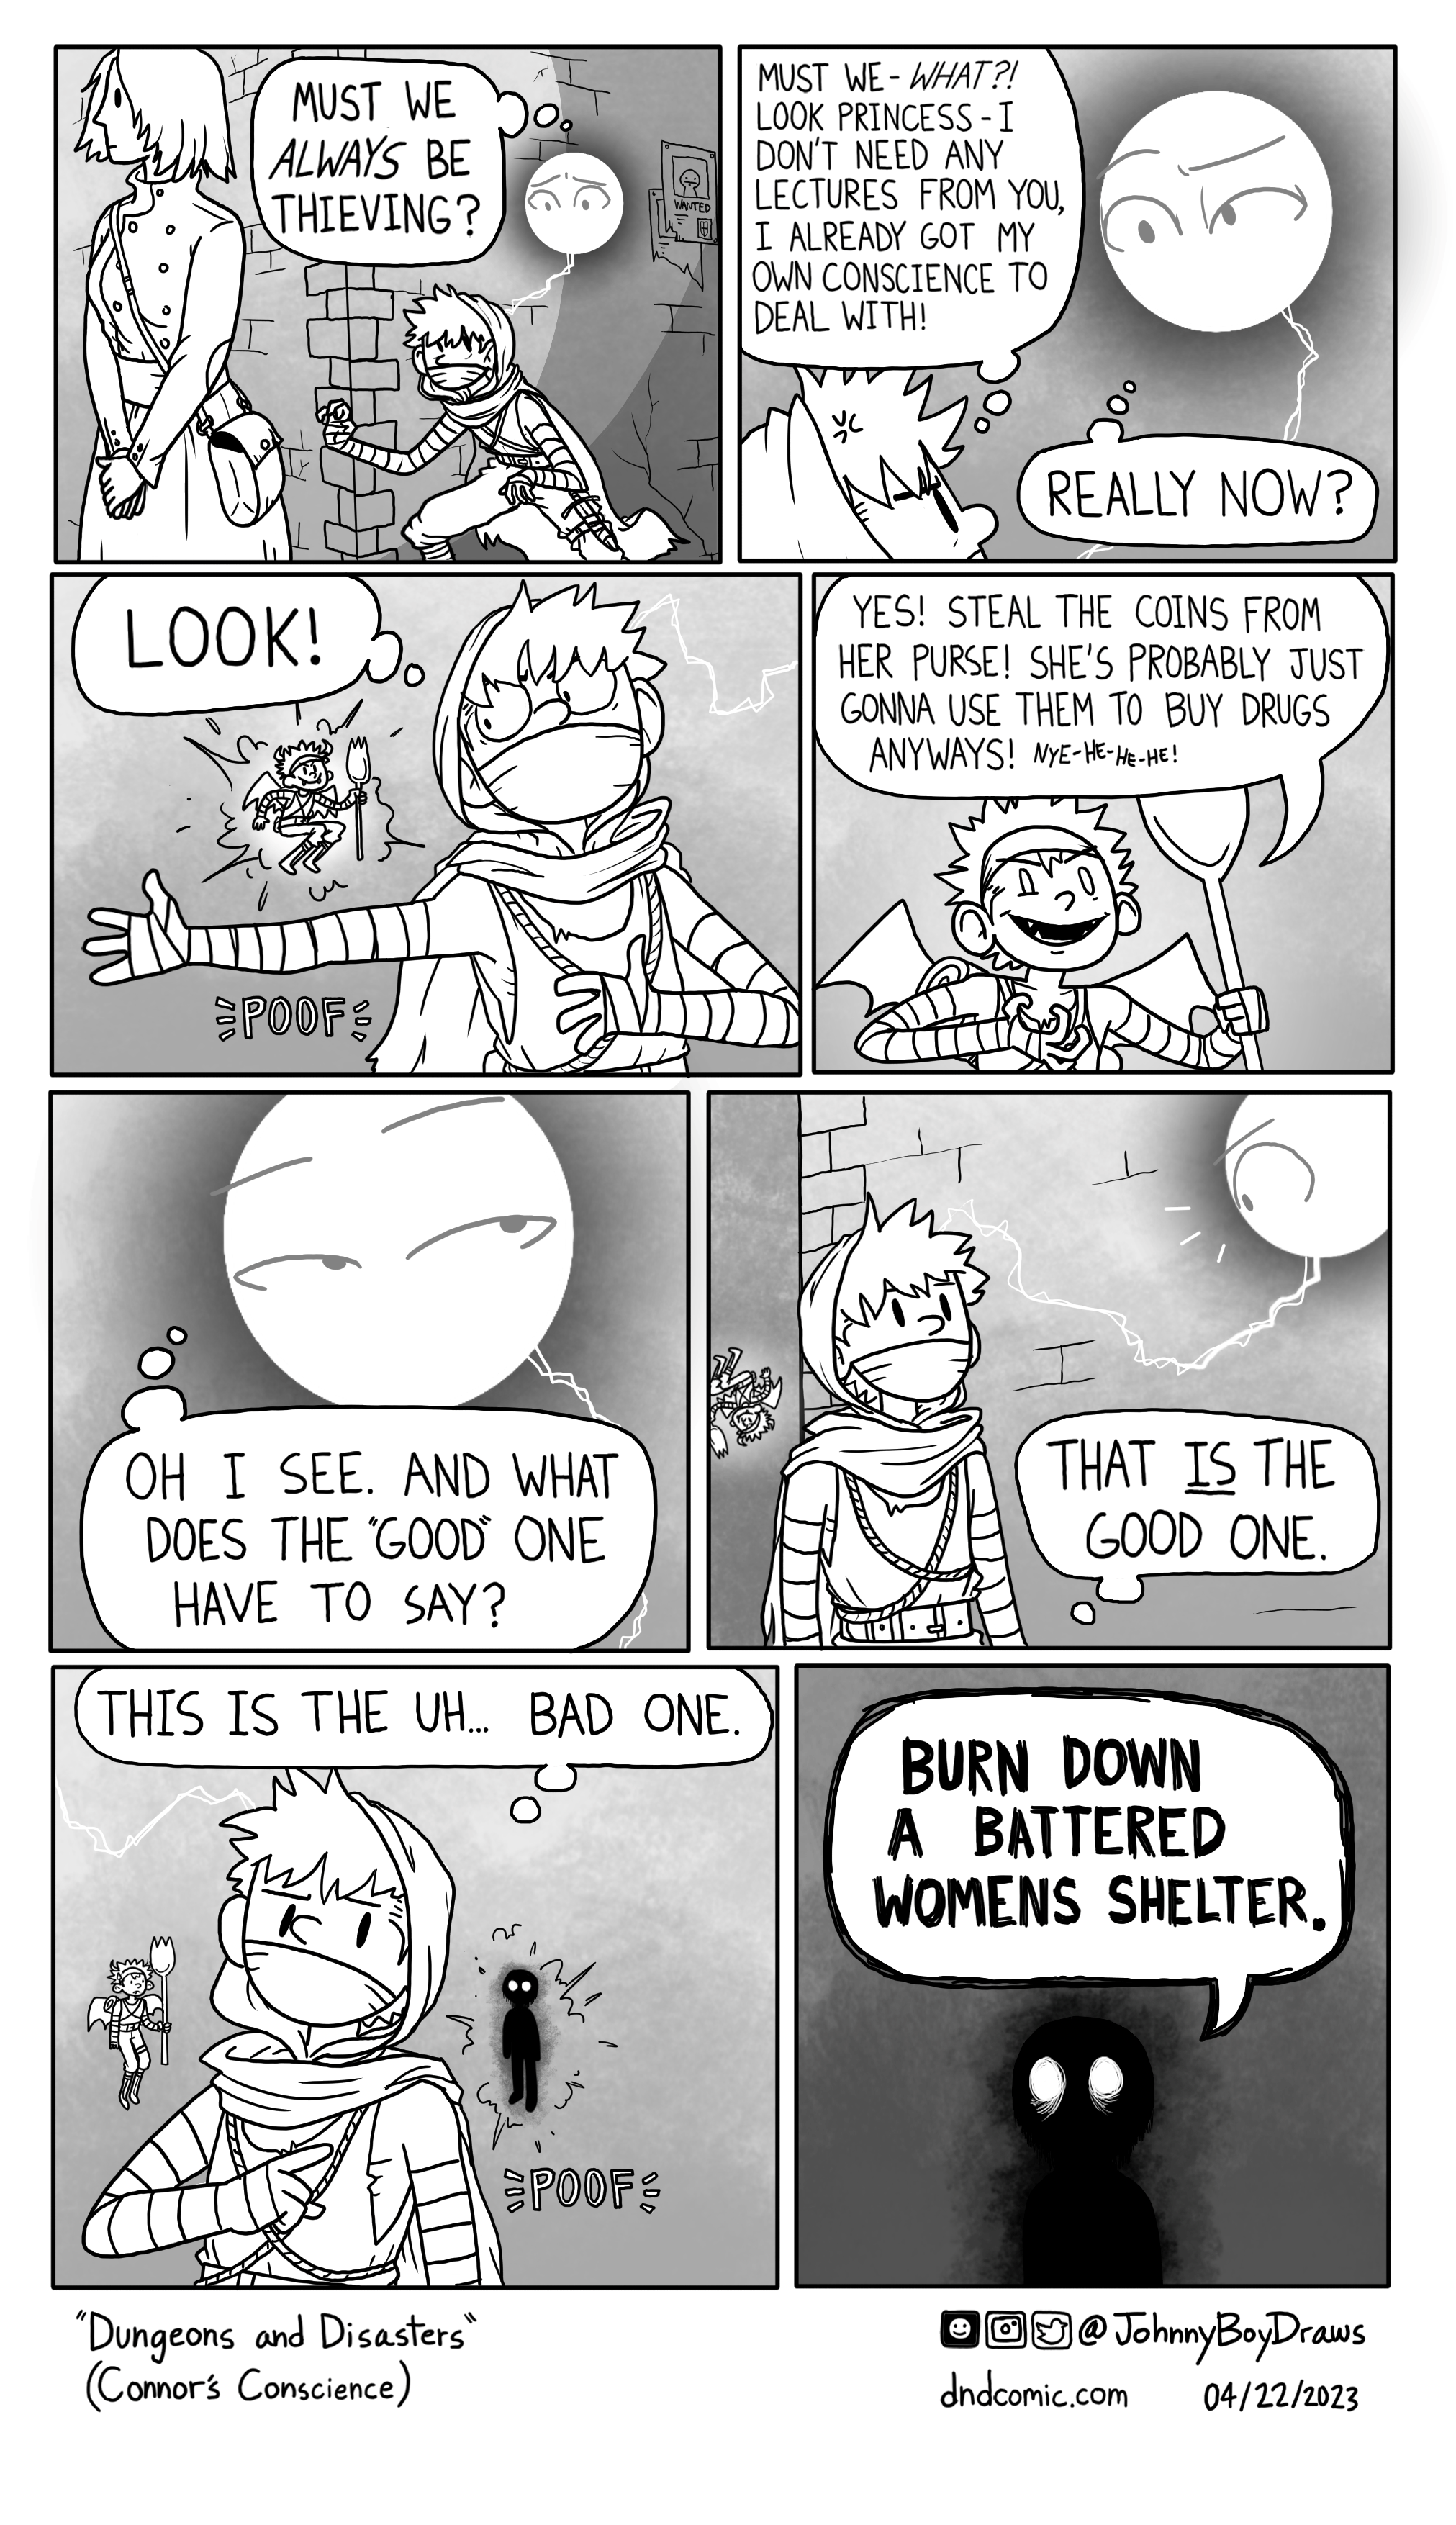 MUST WE
ALWAYS BE
THIEVING?
WANTED
MUST WE - WHAT?!
LOOK PRINCESS - I
DON'T NEED ANY
LECTURES FROM YOU,
I ALREADY GOT MY
OWN CONSCIENCE TO
DEAL WITH!
REALLY NOW?
LOOK!
POOF
YES! STEAL THE COINS FROM
HER PURSE! SHE'S PROBABLY JUST
GONNA USE THEM TO BUY DRUGS
ANYWAYS! NYE-HE-HE-HE!
OH I SEE. AND WHAT
DOES THE "GOOD" ONE
HAVE TO SAY?
THAT IS THE
GOOD ONE.
THIS IS THE UH... BAD ONE.
POOF
BURN DOWN
A BATTERED
WOMENS SHELTER.
"Dungeons and Disasters"
(Connor's Conscience)
@JohnnyBoyDraws
dndcomic.com 04/22/2023